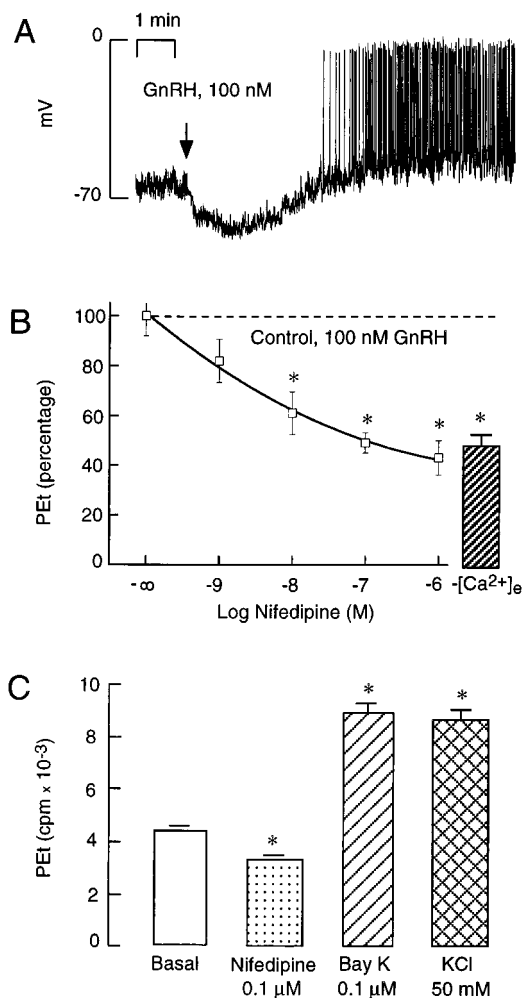 A
1 min
0
GnRH, 100 nM
mV
-70
B
100
Control, 100 nM GnRH
80
60
40
20
0
PEt (percentage)
* * * *
-∞ -9 -8 -7 -6 -[Ca2+]e
Log Nifedipine (M)
C
10
8
6
4
2
0
PEt (cpm x 10-3)
* * *
Basal Nifedipine Bay K KCl
0.1 µM 0.1 µM 50 mM